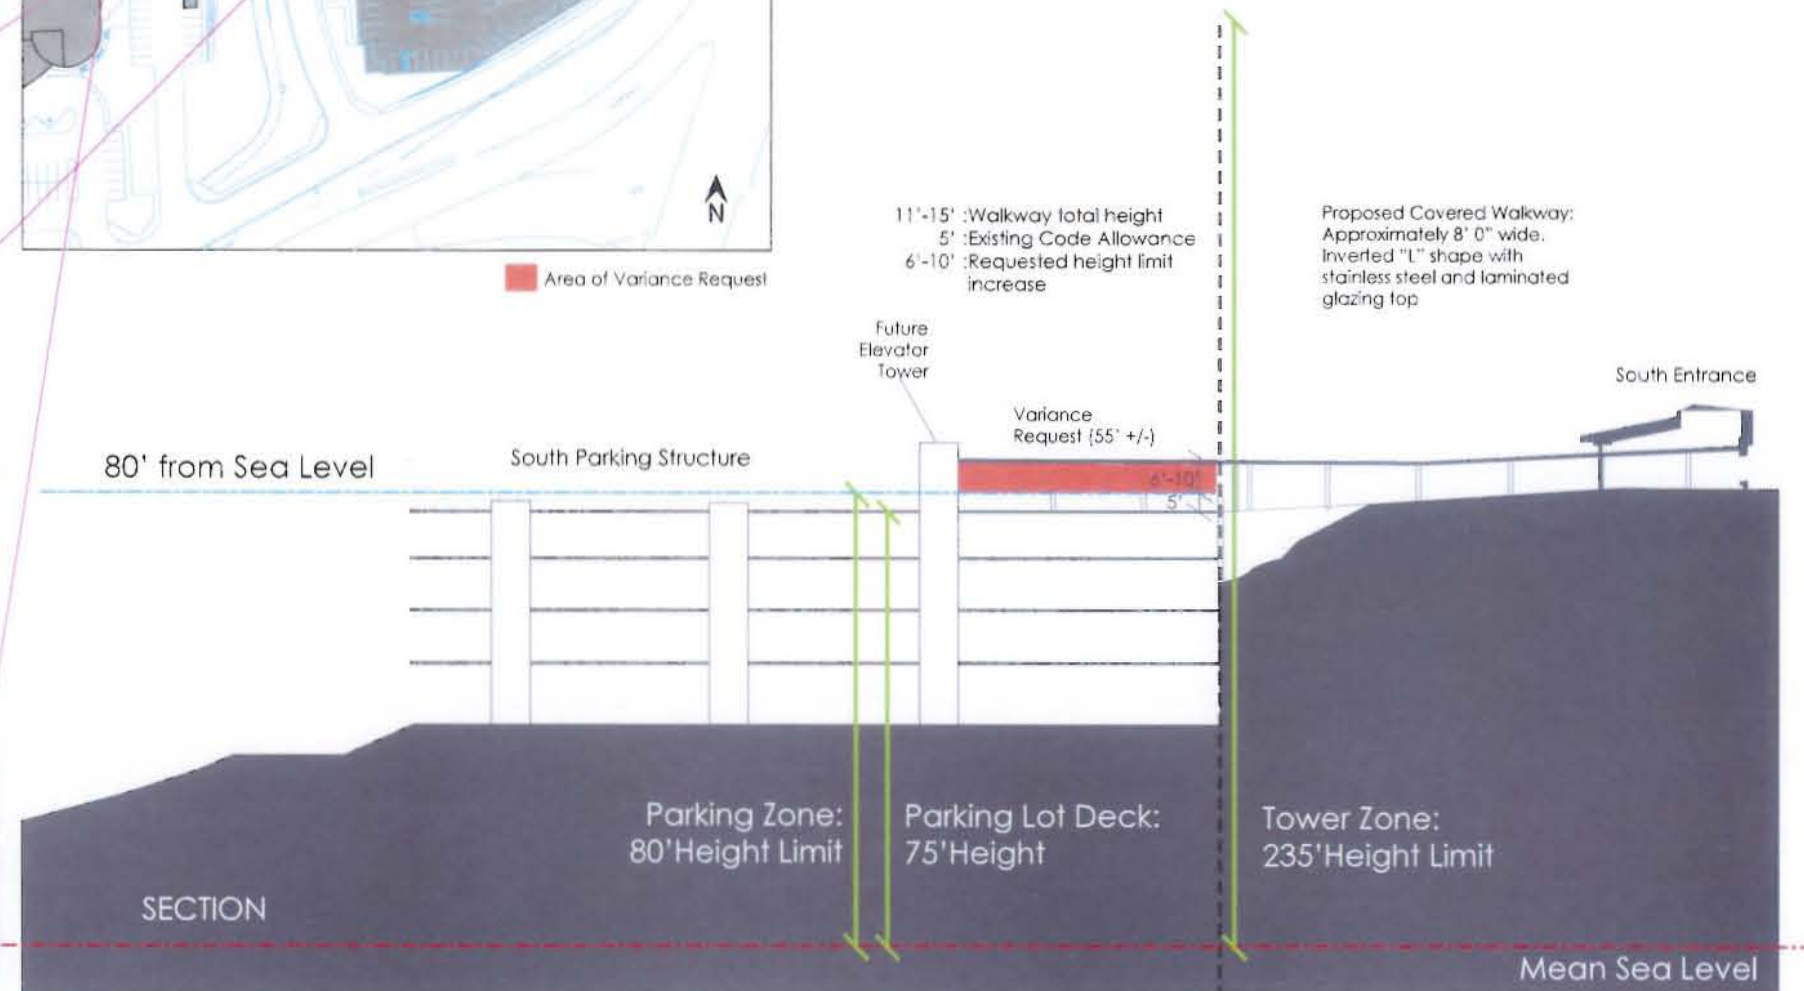 N
Area of Variance Request
11'-15' :Walkway total height
5' :Existing Code Allowance
6'-10' :Requested height limit
increase
Proposed Covered Walkway:
Approximately 8' 0" wide.
Inverted "L" shape with
stainless steel and laminated
glazing top
Future
Elevator
Tower
South Entrance
Variance
Request (55' +/-)
80' from Sea Level
South Parking Structure
6'-10'
5'
Parking Zone:
80'Height Limit
Parking Lot Deck:
75'Height
Tower Zone:
235'Height Limit
SECTION
Mean Sea Level